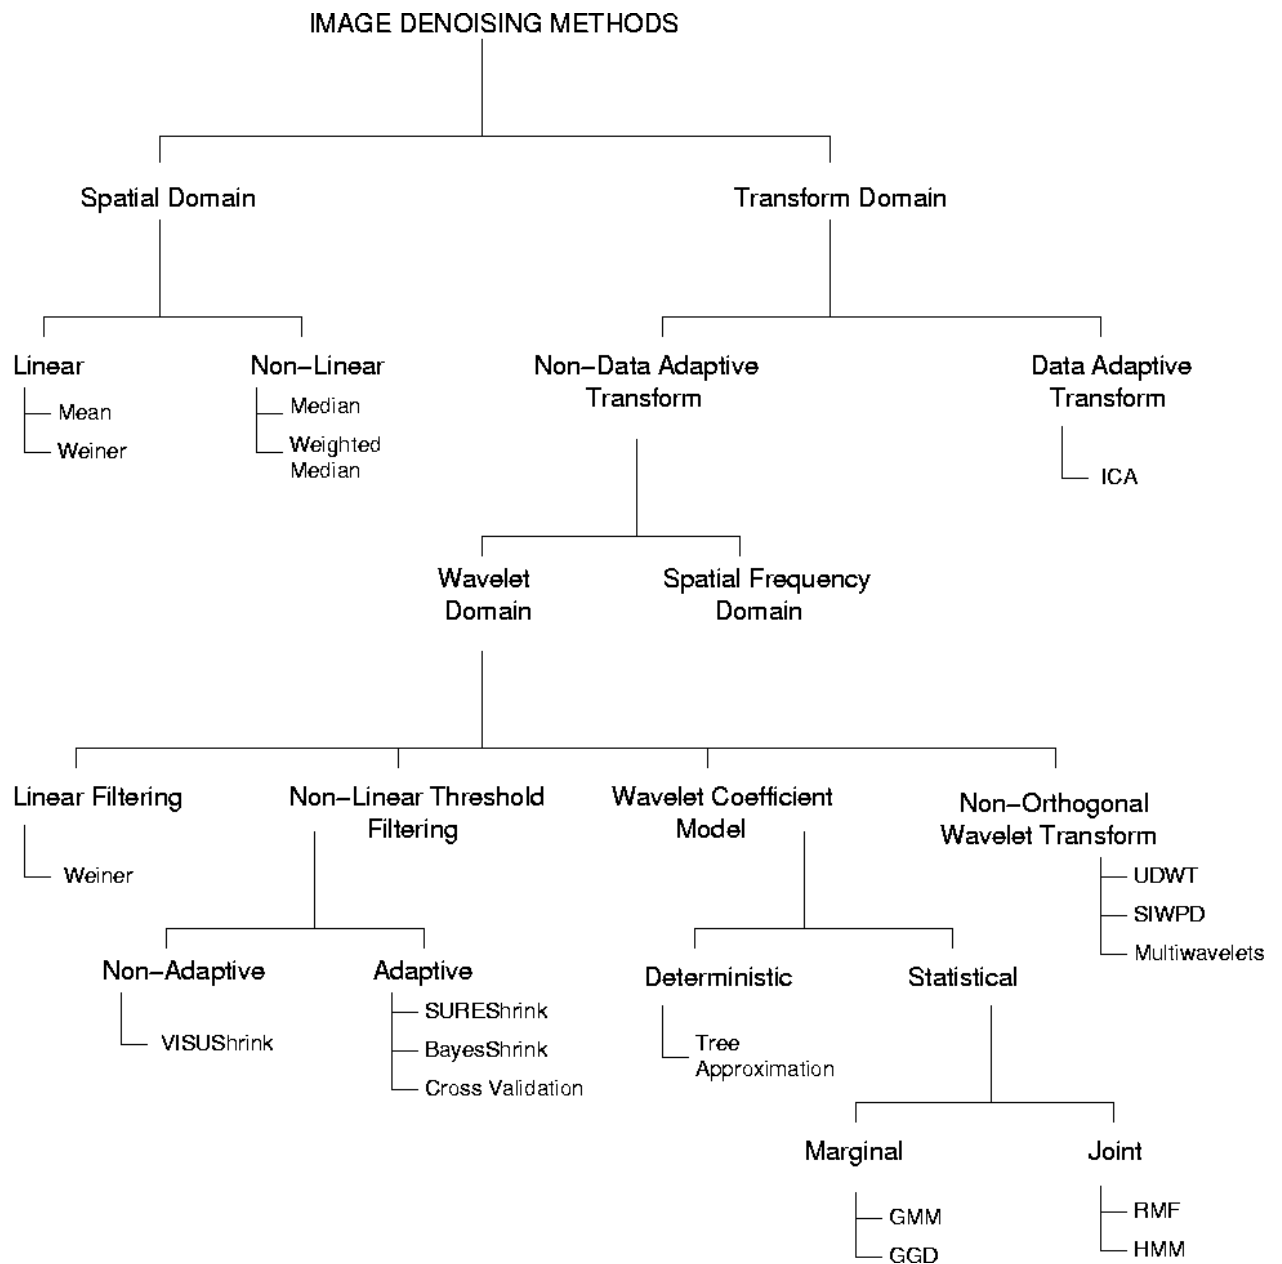 IMAGE DENOISING METHODS
Spatial Domain
Transform Domain
Linear
Mean
Weiner
Non-Linear
Median
Weighted
Median
Non-Data Adaptive
Transform
Data Adaptive
Transform
ICA
Wavelet
Domain
Spatial Frequency
Domain
Linear Filtering
Weiner
Non-Linear Threshold
Filtering
Wavelet Coefficient
Model
Non-Orthogonal
Wavelet Transform
UDWT
SIWPD
Multiwavelets
Non-Adaptive
VISUShrink
Adaptive
SUREShrink
BayesShrink
Cross Validation
Deterministic
Tree
Approximation
Statistical
Marginal
GMM
GGD
Joint
RMF
HMM